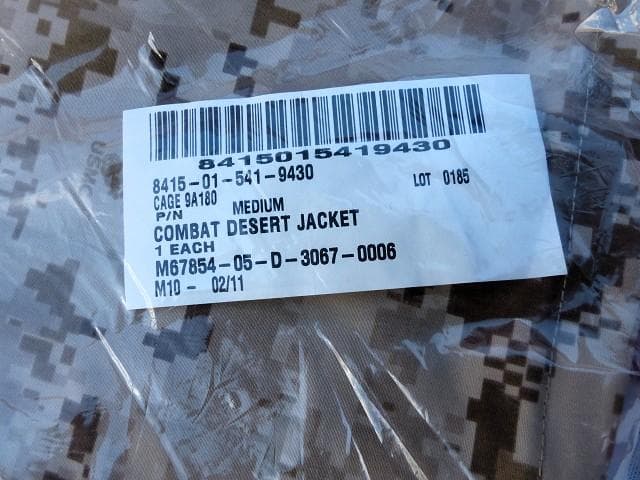 8415015419430
8415-01-541-9430
CAGE 9A180 LOT 0185
P/N MEDIUM
COMBAT DESERT JACKET
1 EACH
M67854-05-D-3067-0006
M10- 02/11
USMC